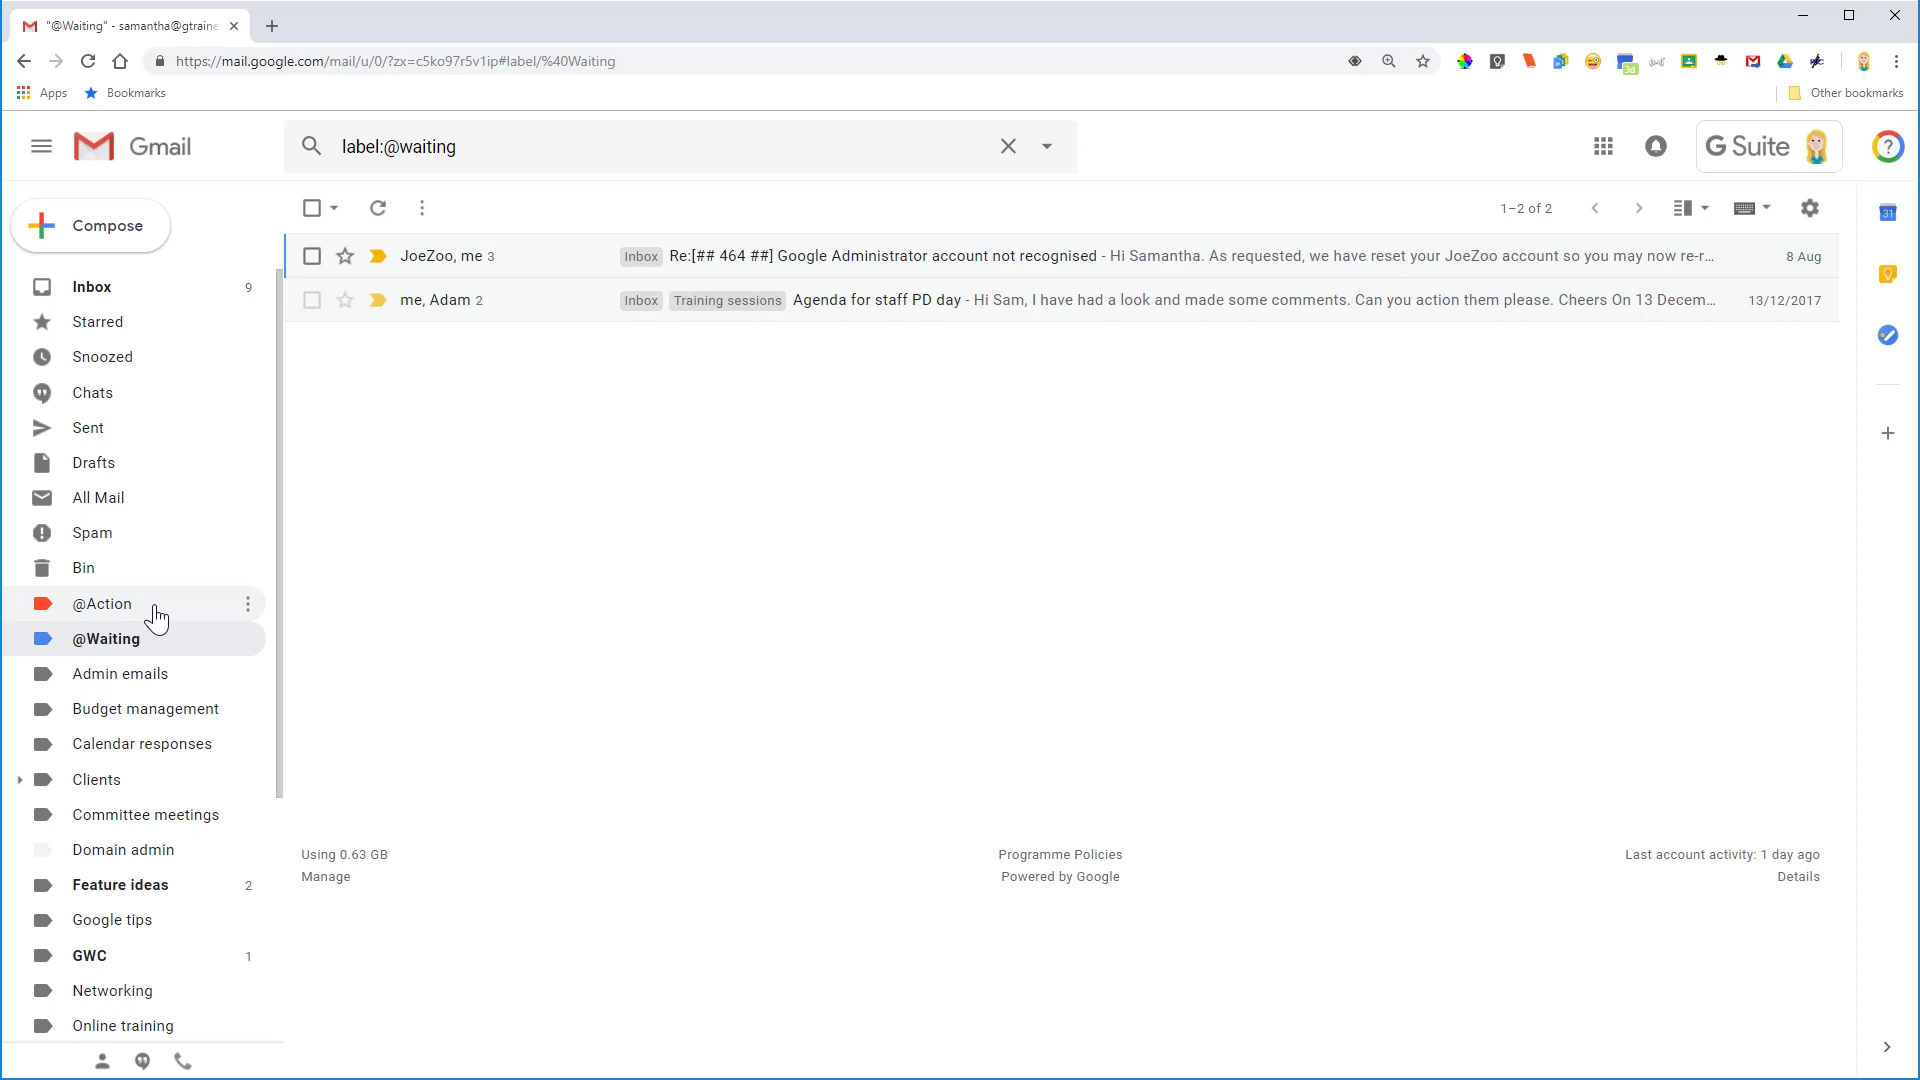 "@Waiting" - samantha@gtraine
https://mail.google.com/mail/u/0/?zx=c5ko97r5v1ip#label/%40Waiting
3d
Apps
Bookmarks
Other bookmarks
Gmail
label:@waiting
G Suite
?
Compose
1–2 of 2
31
JoeZoo, me 3
Inbox
Re:[## 464 ##] Google Administrator account not recognised - Hi Samantha. As requested, we have reset your JoeZoo account so you may now re-r...
8 Aug
me, Adam 2
Inbox
Training sessions
Agenda for staff PD day - Hi Sam, I have had a look and made some comments. Can you action them please. Cheers On 13 Decem...
13/12/2017
Inbox
9
Starred
Snoozed
Chats
Sent
Drafts
All Mail
Spam
Bin
@Action
@Waiting
Admin emails
Budget management
Calendar responses
Clients
Committee meetings
Domain admin
Feature ideas
2
Google tips
GWC
1
Networking
Online training
Using 0.63 GB
Manage
Programme Policies
Powered by Google
Last account activity: 1 day ago
Details